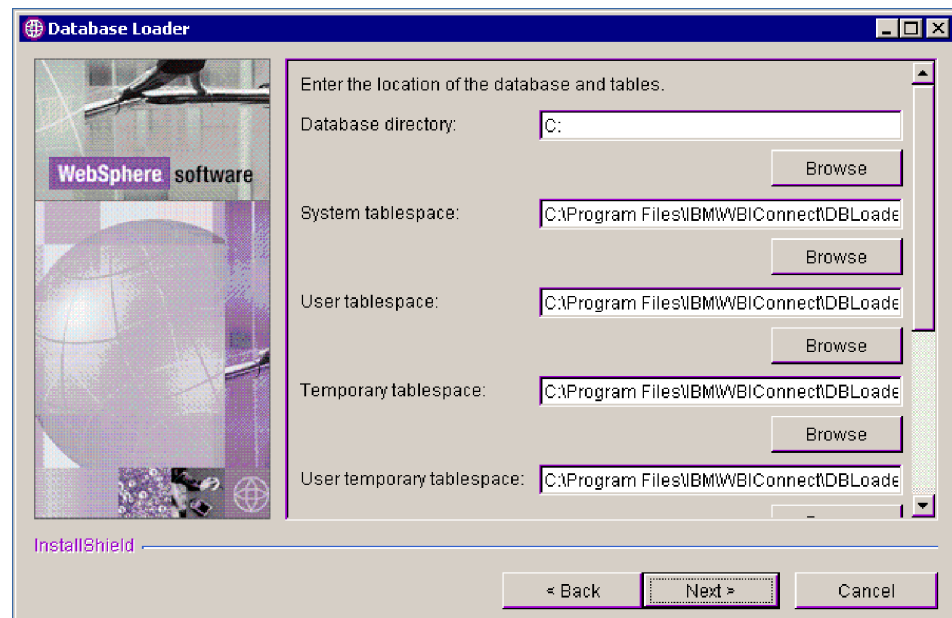 Database Loader
WebSphere software
Enter the location of the database and tables.
Database directory:
C:
Browse
System tablespace:
C:\Program Files\IBM\WBIConnect\DBLoade
Browse
User tablespace:
C:\Program Files\IBM\WBIConnect\DBLoade
Browse
Temporary tablespace:
C:\Program Files\IBM\WBIConnect\DBLoade
Browse
User temporary tablespace:
C:\Program Files\IBM\WBIConnect\DBLoade
InstallShield
< Back
Next >
Cancel